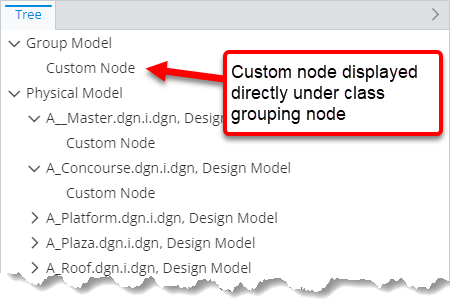 Tree
Group Model
Custom Node
Custom node displayed
directly under class
grouping node
Physical Model
A__Master.dgn.i.dgn, Design
Custom Node
A_Concourse.dgn.i.dgn, Design Model
Custom Node
A_Platform.dgn.i.dgn, Design Model
A_Plaza.dgn.i.dgn, Design Model
A_Roof.dgn.i.dgn, Design Model